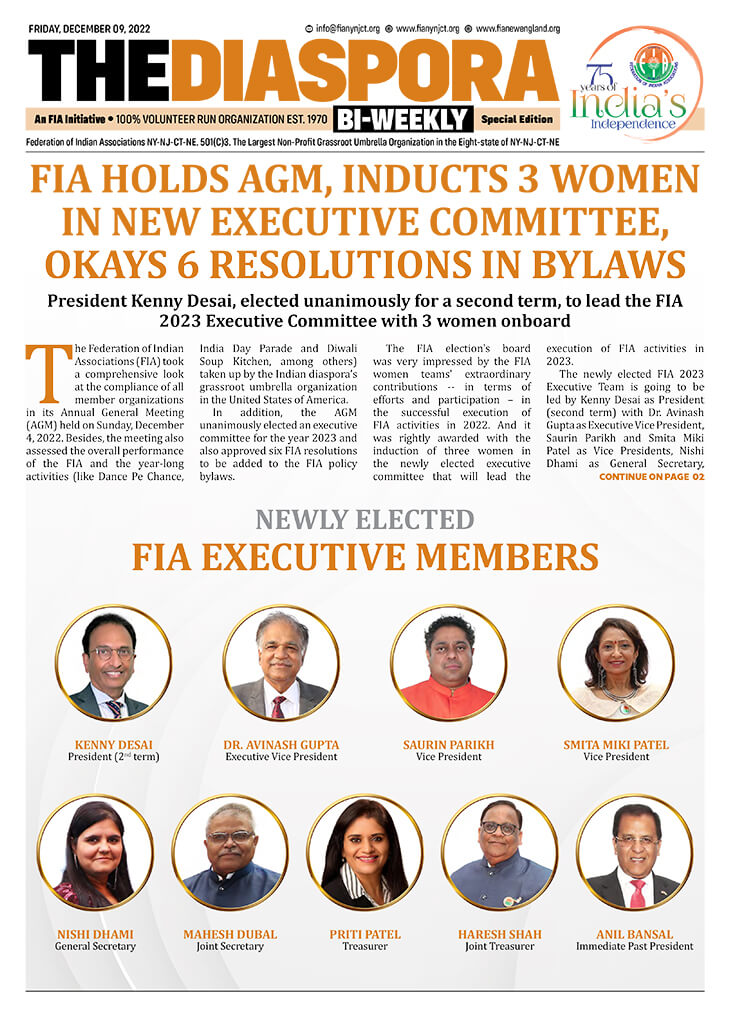 FRIDAY, DECEMBER 09, 2022
info@fianynjct.org www.fianynjct.org www.fianewengland.org
THEDIASPORA
An FIA Initiative • 100% VOLUNTEER RUN ORGANIZATION EST. 1970
BI-WEEKLY
Special Edition
75
years of
India's
Independence
Federation of Indian Associations NY-NJ-CT-NE. 501(C)3. The Largest Non-Profit Grassroot Umbrella Organization in the Eight-state of NY-NJ-CT-NE
FIA HOLDS AGM, INDUCTS 3 WOMEN
IN NEW EXECUTIVE COMMITTEE,
OKAYS 6 RESOLUTIONS IN BYLAWS
President Kenny Desai, elected unanimously for a second term, to lead the FIA
2023 Executive Committee with 3 women onboard
The Federation of Indian
Associations (FIA) took
a comprehensive look
at the compliance of all
member organizations
in its Annual General Meeting
(AGM) held on Sunday, December
4, 2022. Besides, the meeting also
assessed the overall performance
of the FIA and the year-long
activities (like Dance Pe Chance,
India Day Parade and Diwali
Soup Kitchen, among others)
taken up by the Indian diaspora's
grassroot umbrella organization
in the United States of America.
In addition, the AGM
unanimously elected an executive
committee for the year 2023 and
also approved six FIA resolutions
to be added to the FIA policy
bylaws.
The FIA election's board
was very impressed by the FIA
women teams' extraordinary
contributions -- in terms of
efforts and participation – in
the successful execution of
FIA activities in 2022. And it
was rightly awarded with the
induction of three women in
the newly elected executive
committee that will lead the
execution of FIA activities in
2023.
The newly elected FIA 2023
Executive Team is going to be
led by Kenny Desai as President
(second term) with Dr. Avinash
Gupta as Executive Vice President,
Saurin Parikh and Smita Miki
Patel as Vice Presidents, Nishi
Dhami as General Secretary,
CONTINUE ON PAGE 02
NEWLY ELECTED
FIA EXECUTIVE MEMBERS
KENNY DESAI
President (2nd term)
DR. AVINASH GUPTA
Executive Vice President
SAURIN PARIKH
Vice President
SMITA MIKI PATEL
Vice President
NISHI DHAMI
General Secretary
MAHESH DUBAL
Joint Secretary
PRITI PATEL
Treasurer
HARESH SHAH
Joint Treasurer
ANIL BANSAL
Immediate Past President